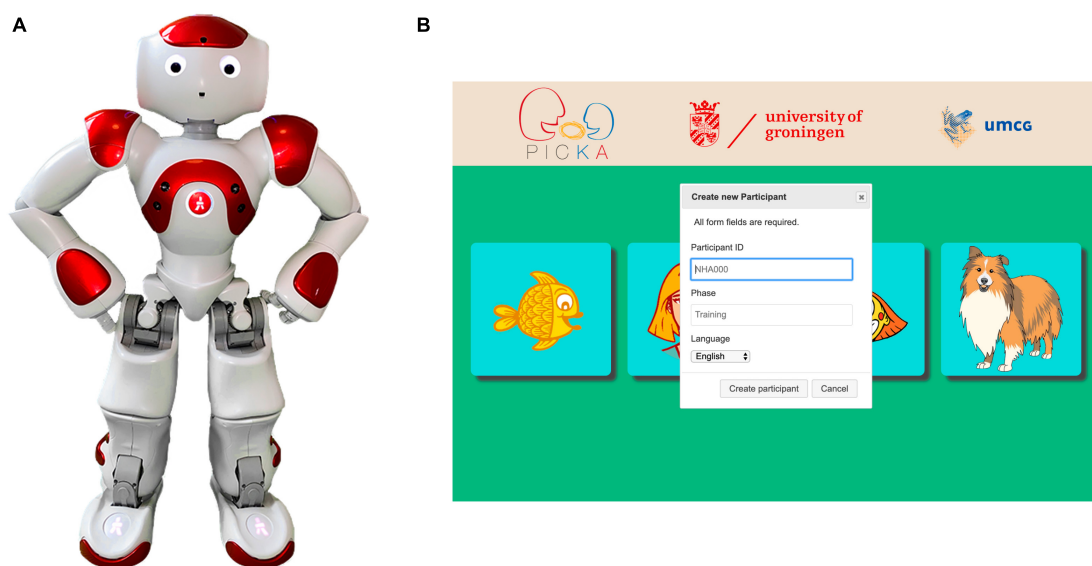 A
B
PICKA
university of
groningen
umcg
Create new Participant
All form fields are required.
Participant ID
NHA000
Phase
Training
Language
English
Create participant
Cancel